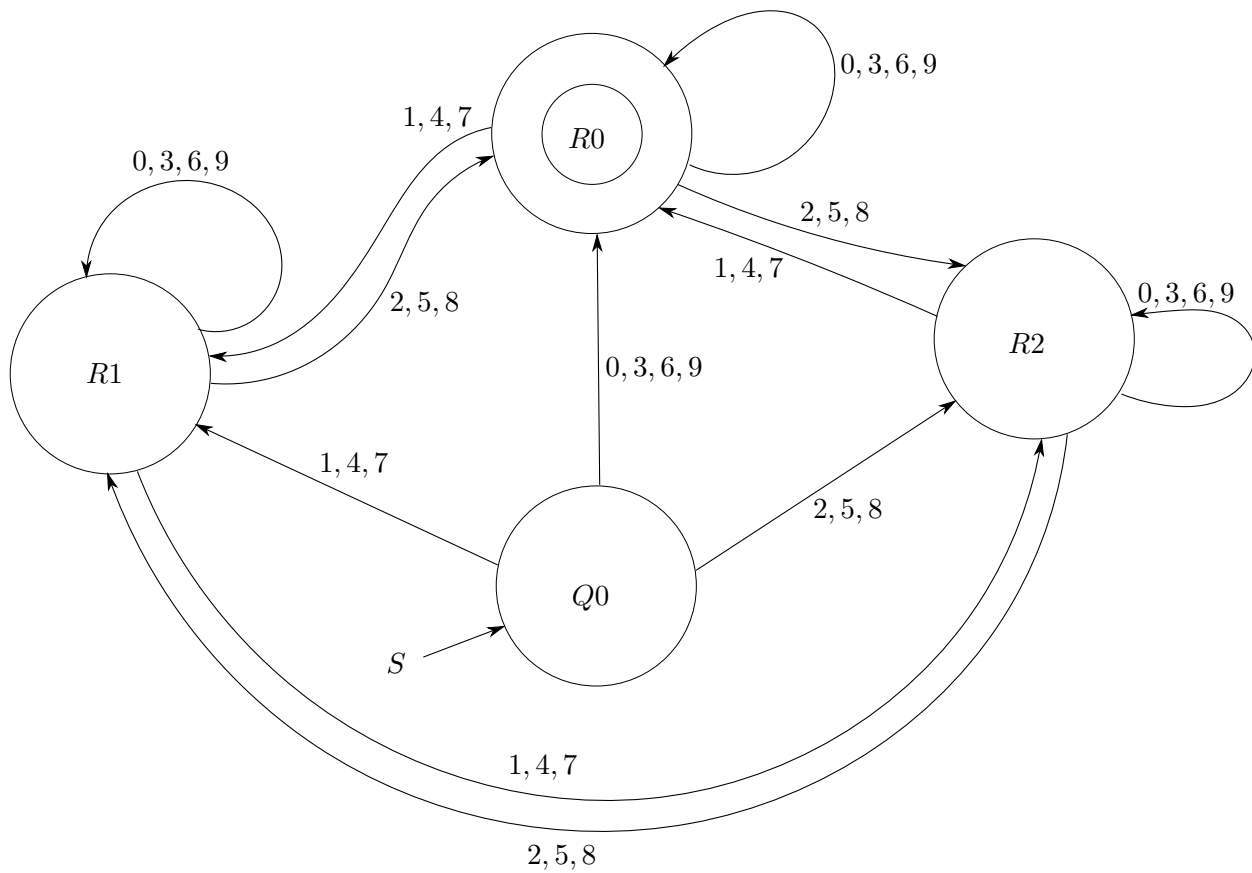 0, 3, 6, 9
R0
1, 4, 7
0, 3, 6, 9
2, 5, 8
1, 4, 7
0, 3, 6, 9
2, 5, 8
R2
0, 3, 6, 9
R1
1, 4, 7
2, 5, 8
Q0
S
1, 4, 7
2, 5, 8